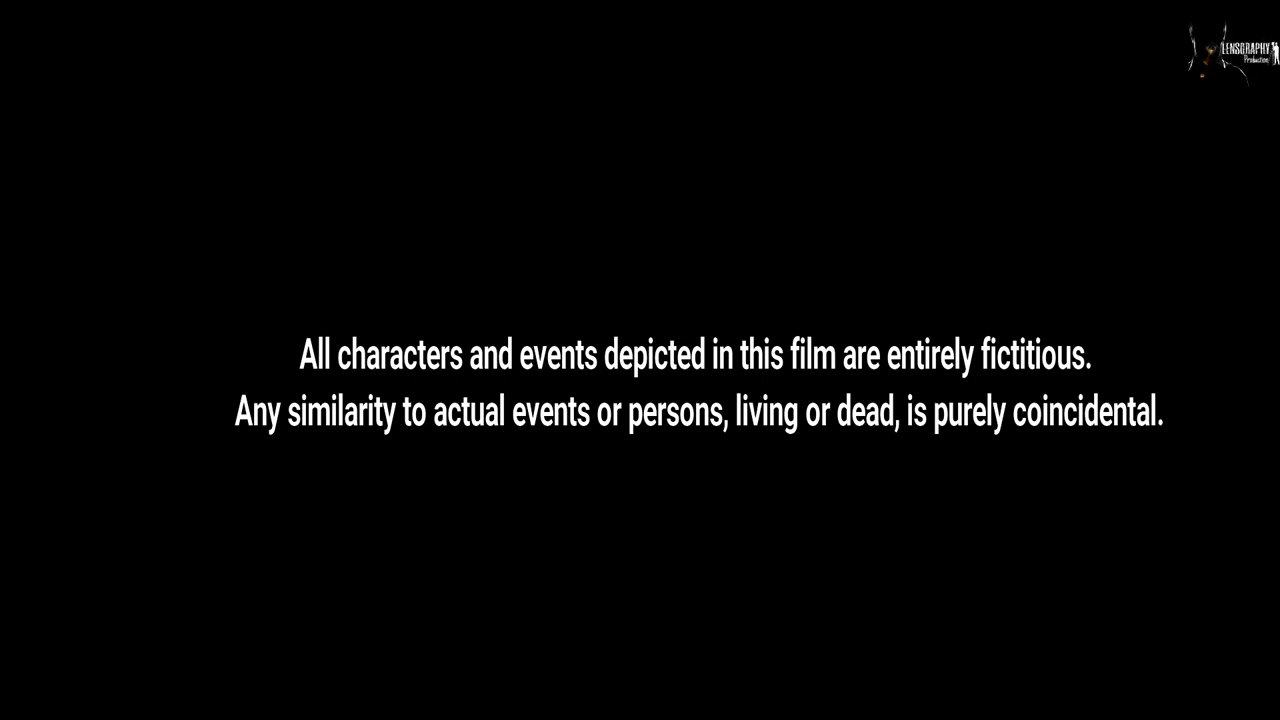 LENSGRAPHY
Production
All characters and events depicted in this film are entirely fictitious.
Any similarity to actual events or persons, living or dead, is purely coincidental.